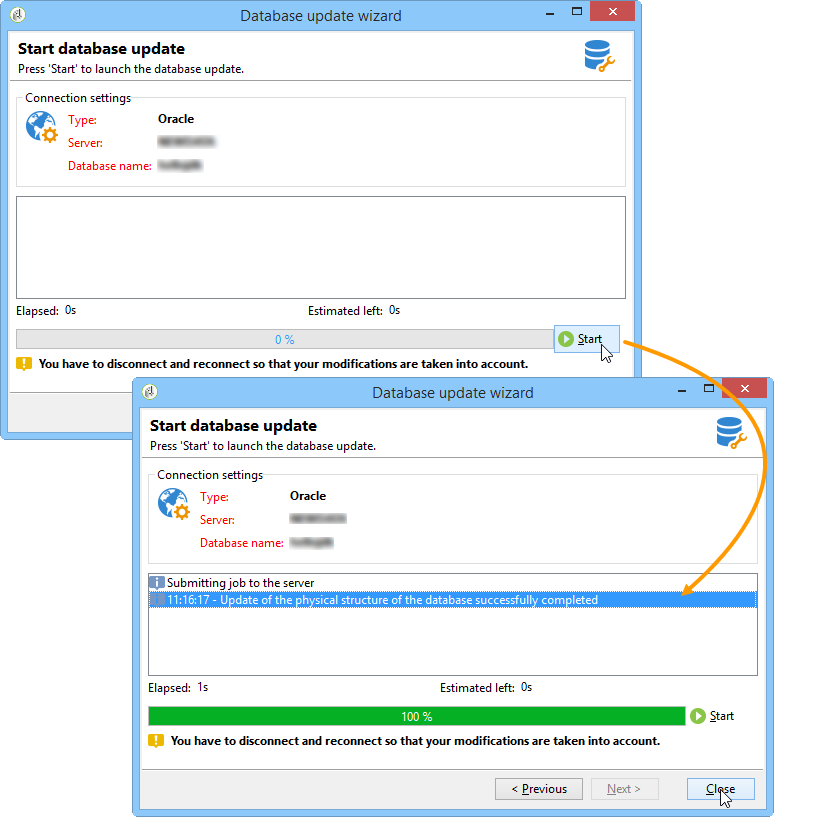 Database update wizard
Start database update
Press 'Start' to launch the database update.
Connection settings
Type: Oracle
Server:
Database name:
Elapsed: 0s Estimated left: 0s
0 % Start
You have to disconnect and reconnect so that your modifications are taken into account.
Database update wizard
Start database update
Press 'Start' to launch the database update.
Connection settings
Type: Oracle
Server:
Database name:
Submitting job to the server
11:16:17 - Update of the physical structure of the database successfully completed
Elapsed: 1s Estimated left: 0s
100 % Start
You have to disconnect and reconnect so that your modifications are taken into account.
< Previous Next > Close